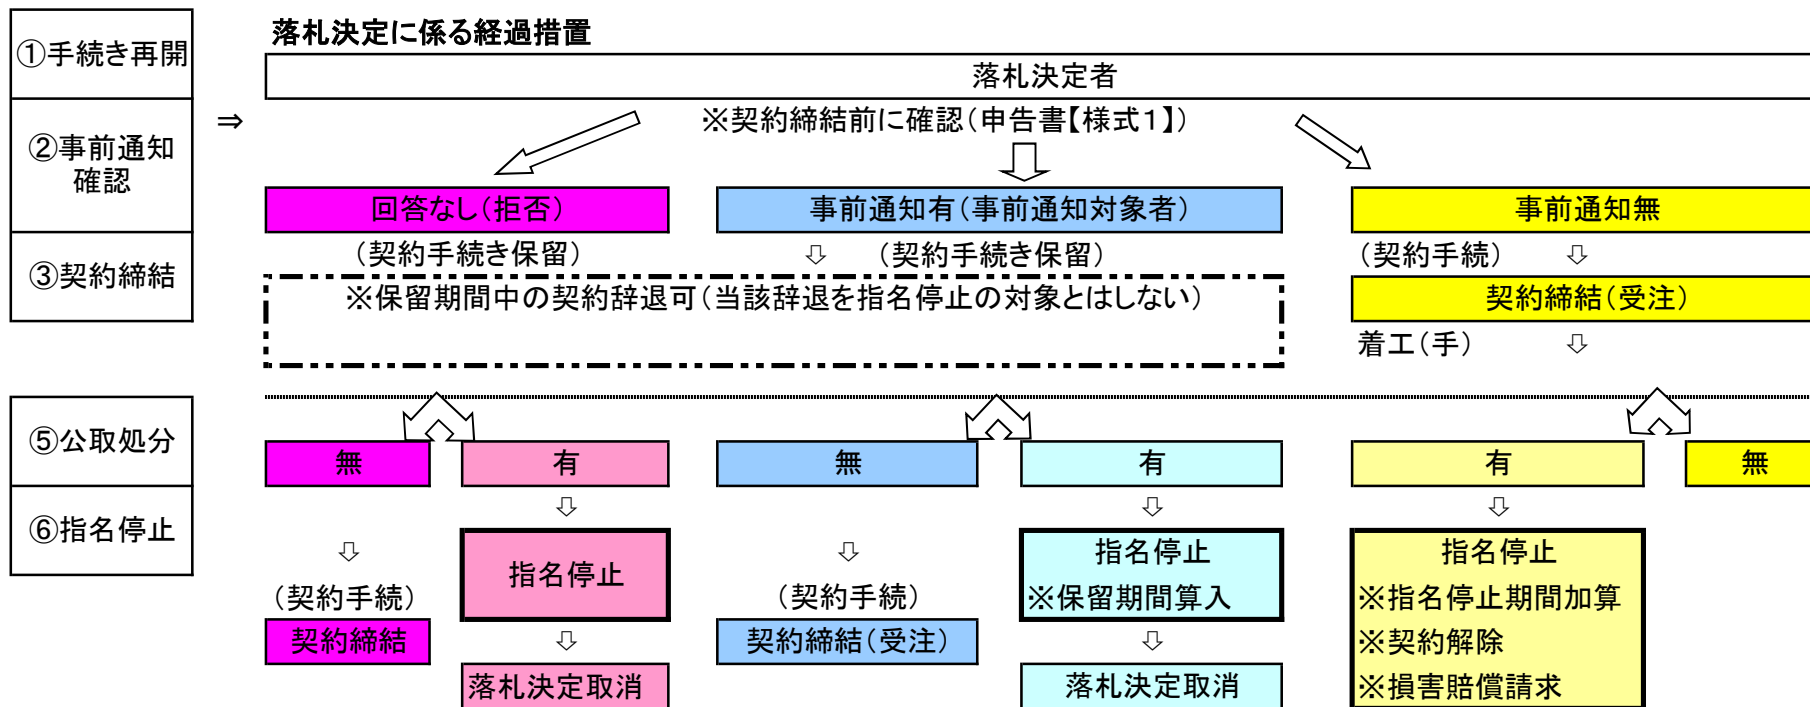 落札決定に係る経過措置
①手続き再開
②事前通知
確認
③契約締結
⇒
落札決定者
※契約締結前に確認(申告書【様式1】)
回答なし(拒否)
事前通知有(事前通知対象者)
事前通知無
(契約手続き保留)
⇩ (契約手続き保留)
(契約手続) ⇩
※保留期間中の契約辞退可(当該辞退を指名停止の対象とはしない)
契約締結(受注)
着工(手) ⇩
⑤公取処分
⑥指名停止
無
有
無
有
有
無
⇩
⇩
⇩
⇩
指名停止
⇩
指名停止
※保留期間算入
指名停止
※指名停止期間加算
※契約解除
※損害賠償請求
(契約手続)
(契約手続)
契約締結
⇩
契約締結(受注)
⇩
落札決定取消
落札決定取消